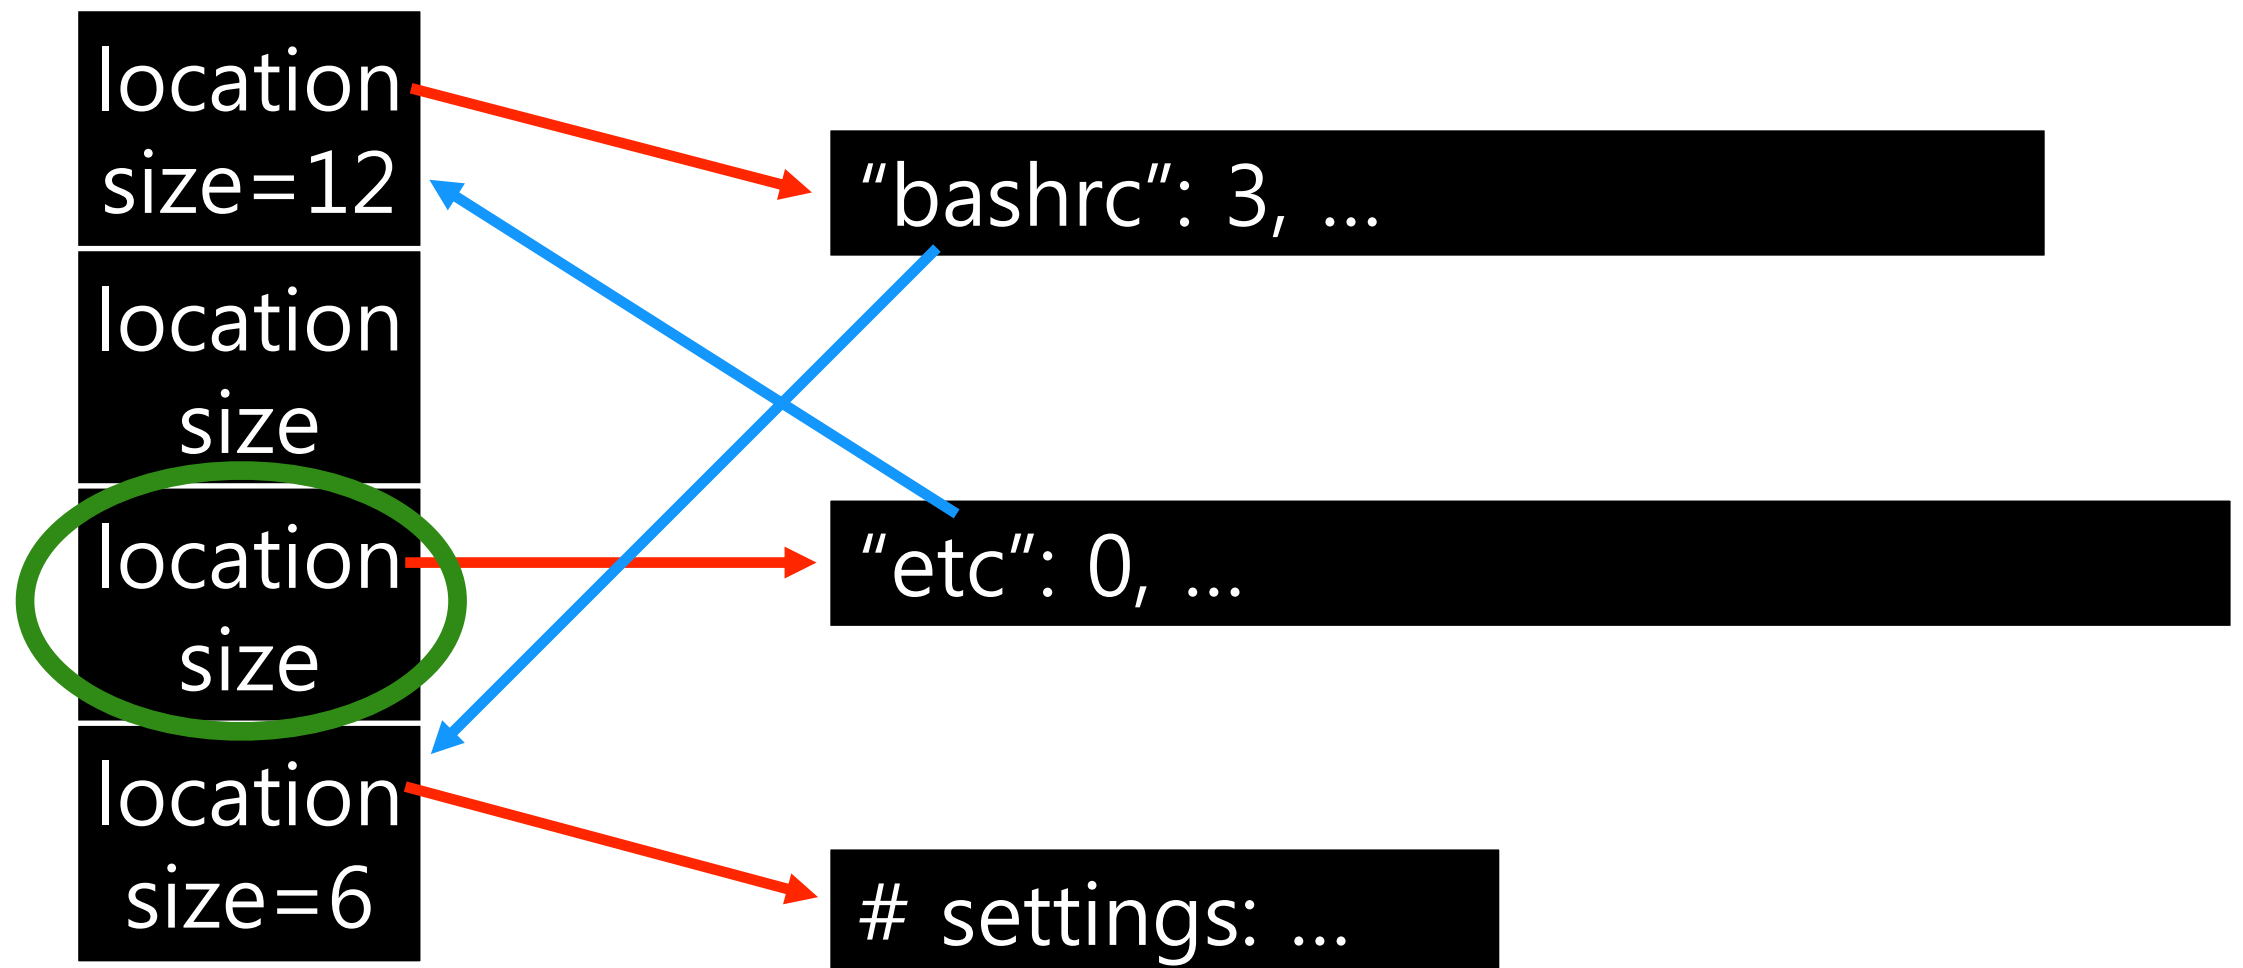 location
size=12
location
size
location
size
location
size=6
“bashrc”: 3, …
“etc”: 0, …
# settings: …